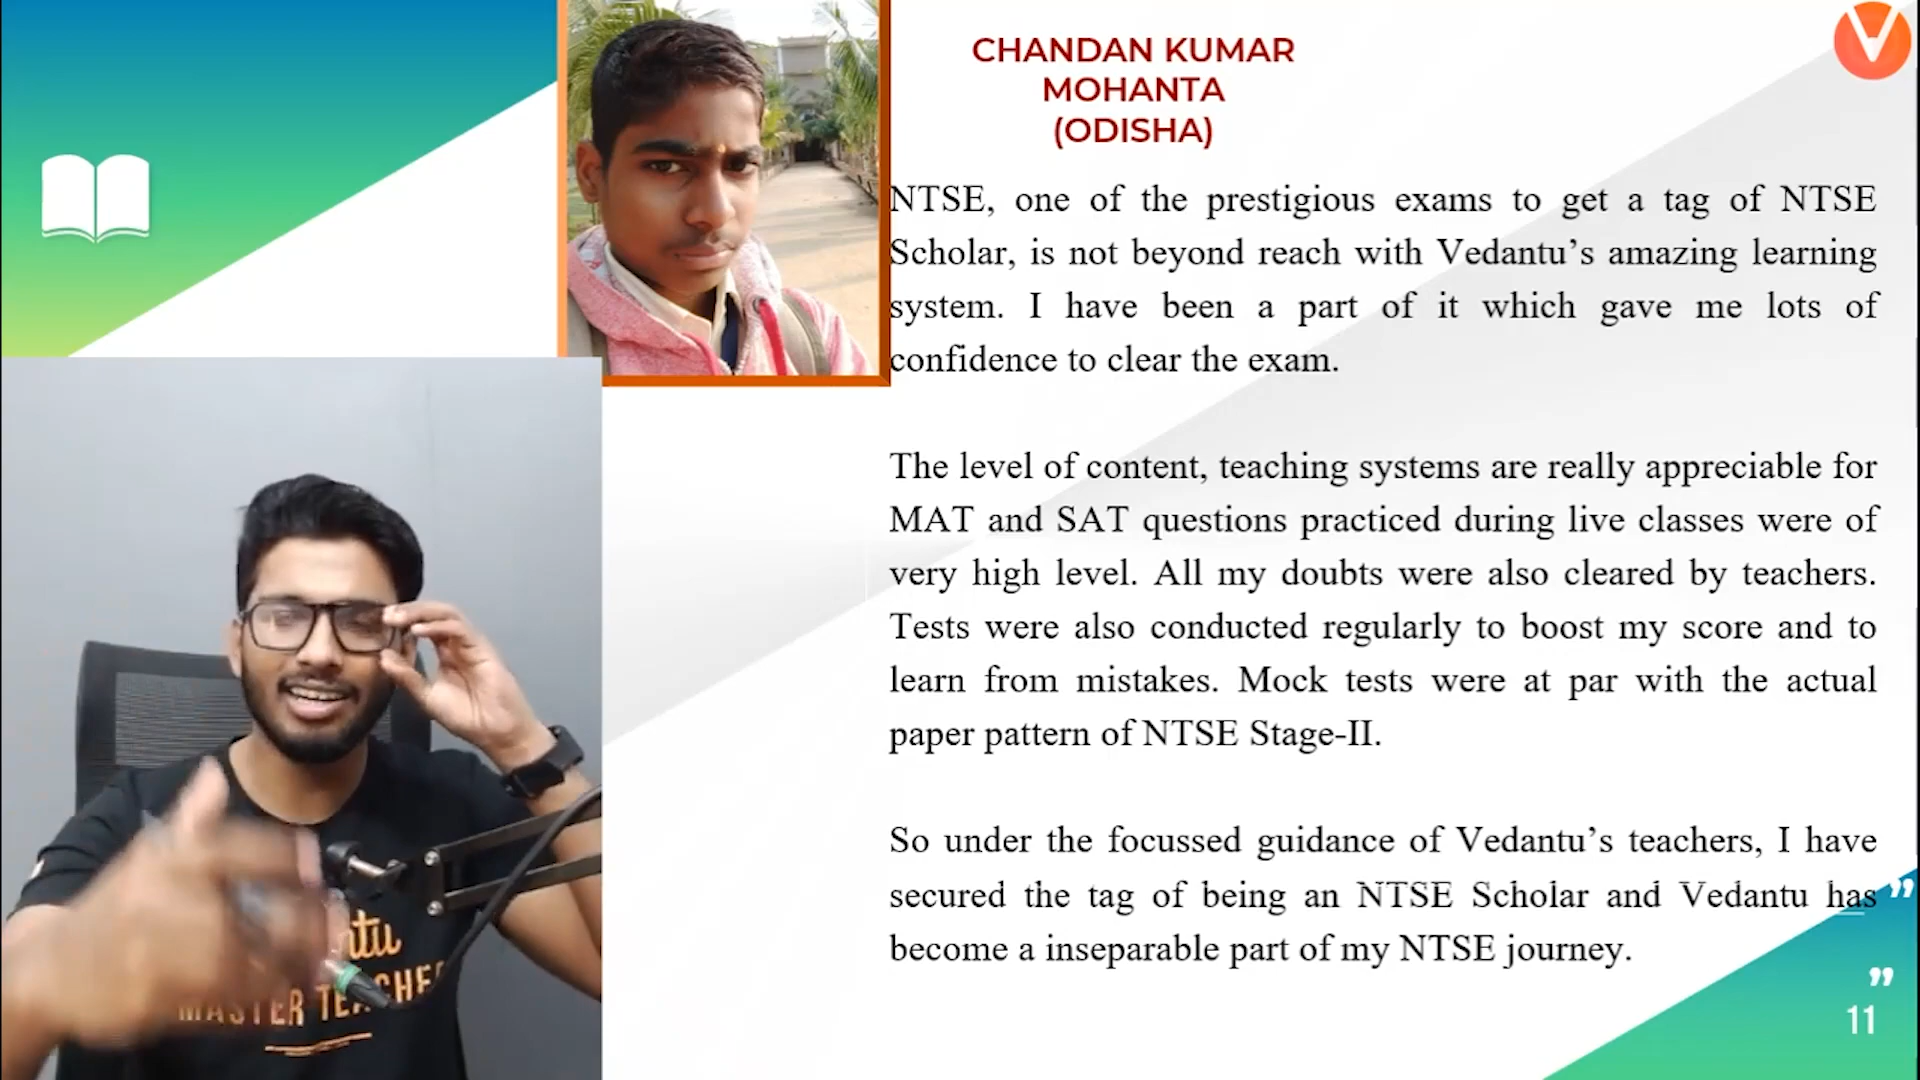 CHANDAN KUMAR
MOHANTA
(ODISHA)
NTSE, one of the prestigious exams to get a tag of NTSE
Scholar, is not beyond reach with Vedantu’s amazing learning
system. I have been a part of it which gave me lots of
confidence to clear the exam.
The level of content, teaching systems are really appreciable for
MAT and SAT questions practiced during live classes were of
very high level. All my doubts were also cleared by teachers.
Tests were also conducted regularly to boost my score and to
learn from mistakes. Mock tests were at par with the actual
paper pattern of NTSE Stage-II.
So under the focussed guidance of Vedantu’s teachers, I have
secured the tag of being an NTSE Scholar and Vedantu has ”
become a inseparable part of my NTSE journey.
”
11
MASTER